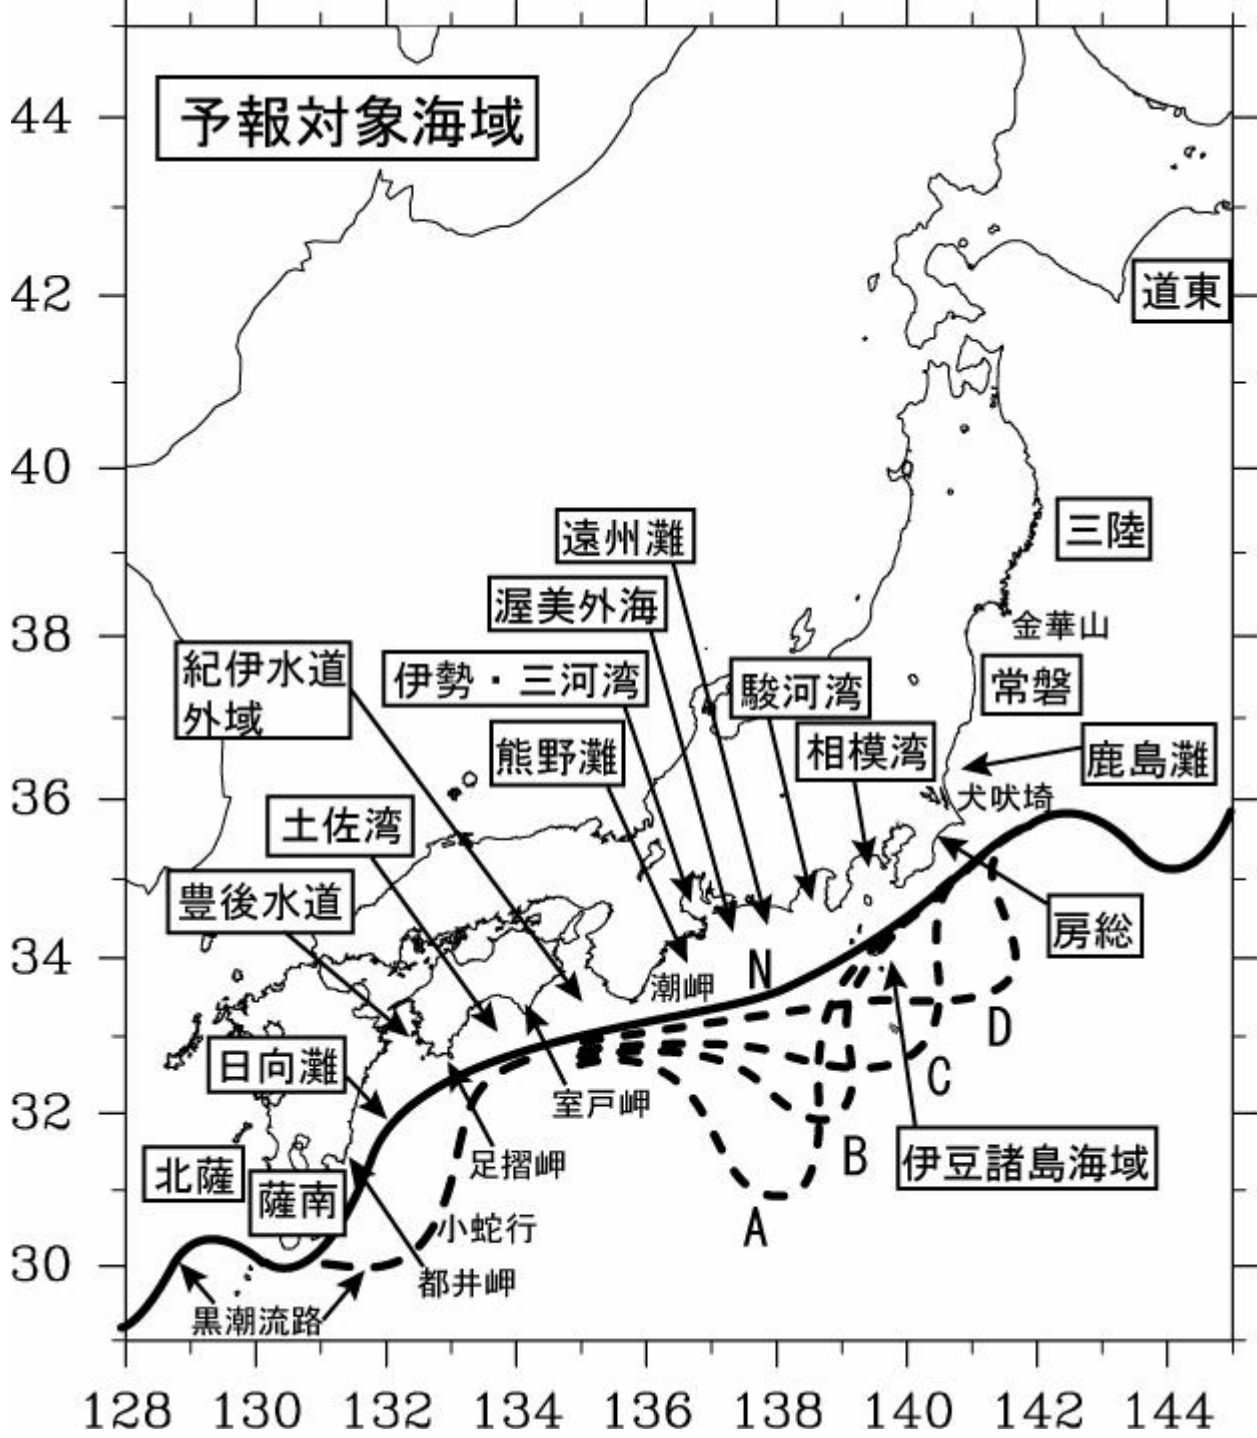 予報対象海域
44
42
道東
40
三陸
遠州灘
渥美外海
38
金華山
紀伊水道
外域
伊勢・三河湾
駿河湾
常磐
熊野灘
相模湾
鹿島灘
36
犬吠埼
土佐湾
豊後水道
房総
34
N
潮岬
D
日向灘
C
室戸岬
32
B
伊豆諸島海域
足摺岬
北薩
薩南
A
小蛇行
30
都井岬
黒潮流路
128 130 132 134 136 138 140 142 144